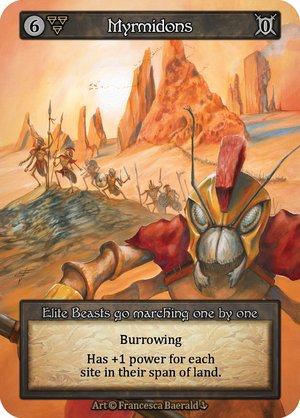 6 Myrmidons 0
Elite Beasts go marching one by one
Burrowing
Has +1 power for each
site in their span of land.
Art © Francesca Baerald